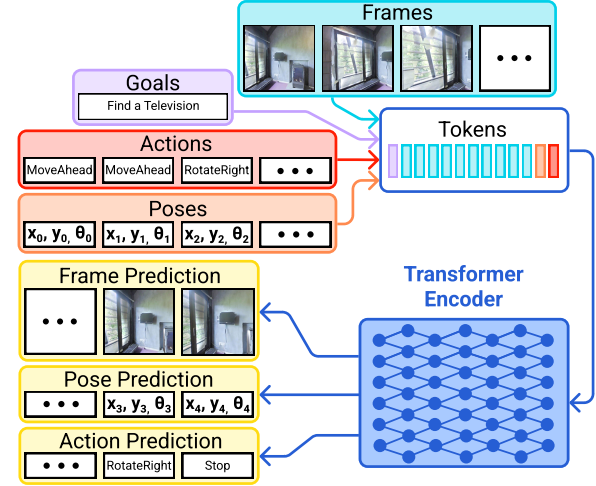 Frames
• • •
Goals
Find a Television
Actions
MoveAhead MoveAhead RotateRight • • •
Poses
x₀, y₀, θ₀ x₁, y₁, θ₁ x₂, y₂, θ₂ • • •
Tokens
Frame Prediction
• • •
Pose Prediction
• • • x₃, y₃, θ₃ x₄, y₄, θ₄
Action Prediction
• • • RotateRight Stop
Transformer
Encoder